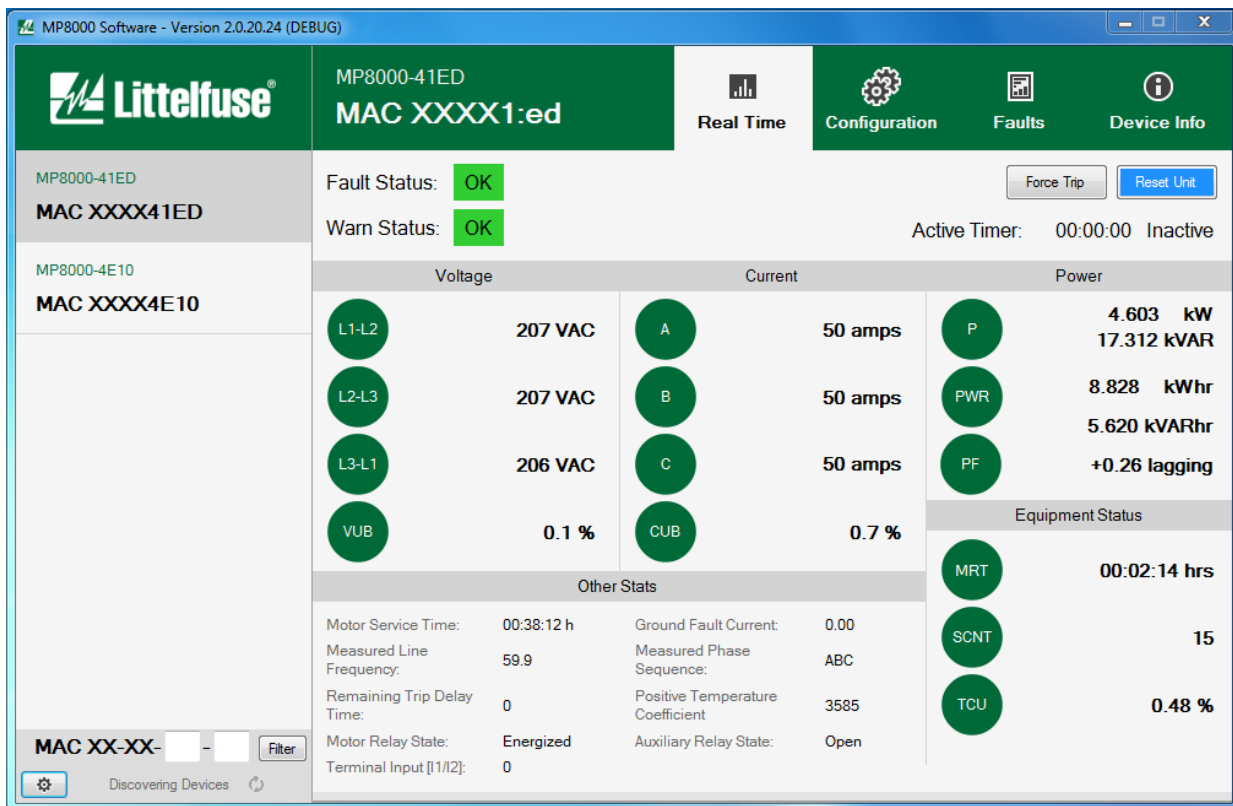 MP8000 Software - Version 2.0.20.24 (DEBUG)
Littelfuse®
MP8000-41ED
MAC XXXX1:ed
Real Time
Configuration
Faults
Device Info
MP8000-41ED
MAC XXXX41ED
MP8000-4E10
MAC XXXX4E10
MAC XX-XX- -
Filter
Discovering Devices
Fault Status: OK
Force Trip
Reset Unit
Warn Status: OK
Active Timer: 00:00:00 Inactive
Voltage
L1-L2 207 VAC
L2-L3 207 VAC
L3-L1 206 VAC
VUB 0.1 %
Current
A 50 amps
B 50 amps
C 50 amps
CUB 0.7 %
Power
P 4.603 kW
17.312 kVAR
PWR 8.828 kWhr
5.620 kVARhr
PF +0.26 lagging
Equipment Status
MRT 00:02:14 hrs
SCNT 15
TCU 0.48 %
Other Stats
Motor Service Time: 00:38:12 h
Measured Line
Frequency: 59.9
Remaining Trip Delay
Time: 0
Motor Relay State: Energized
Terminal Input [I1/I2]: 0
Ground Fault Current: 0.00
Measured Phase
Sequence: ABC
Positive Temperature
Coefficient 3585
Auxiliary Relay State: Open